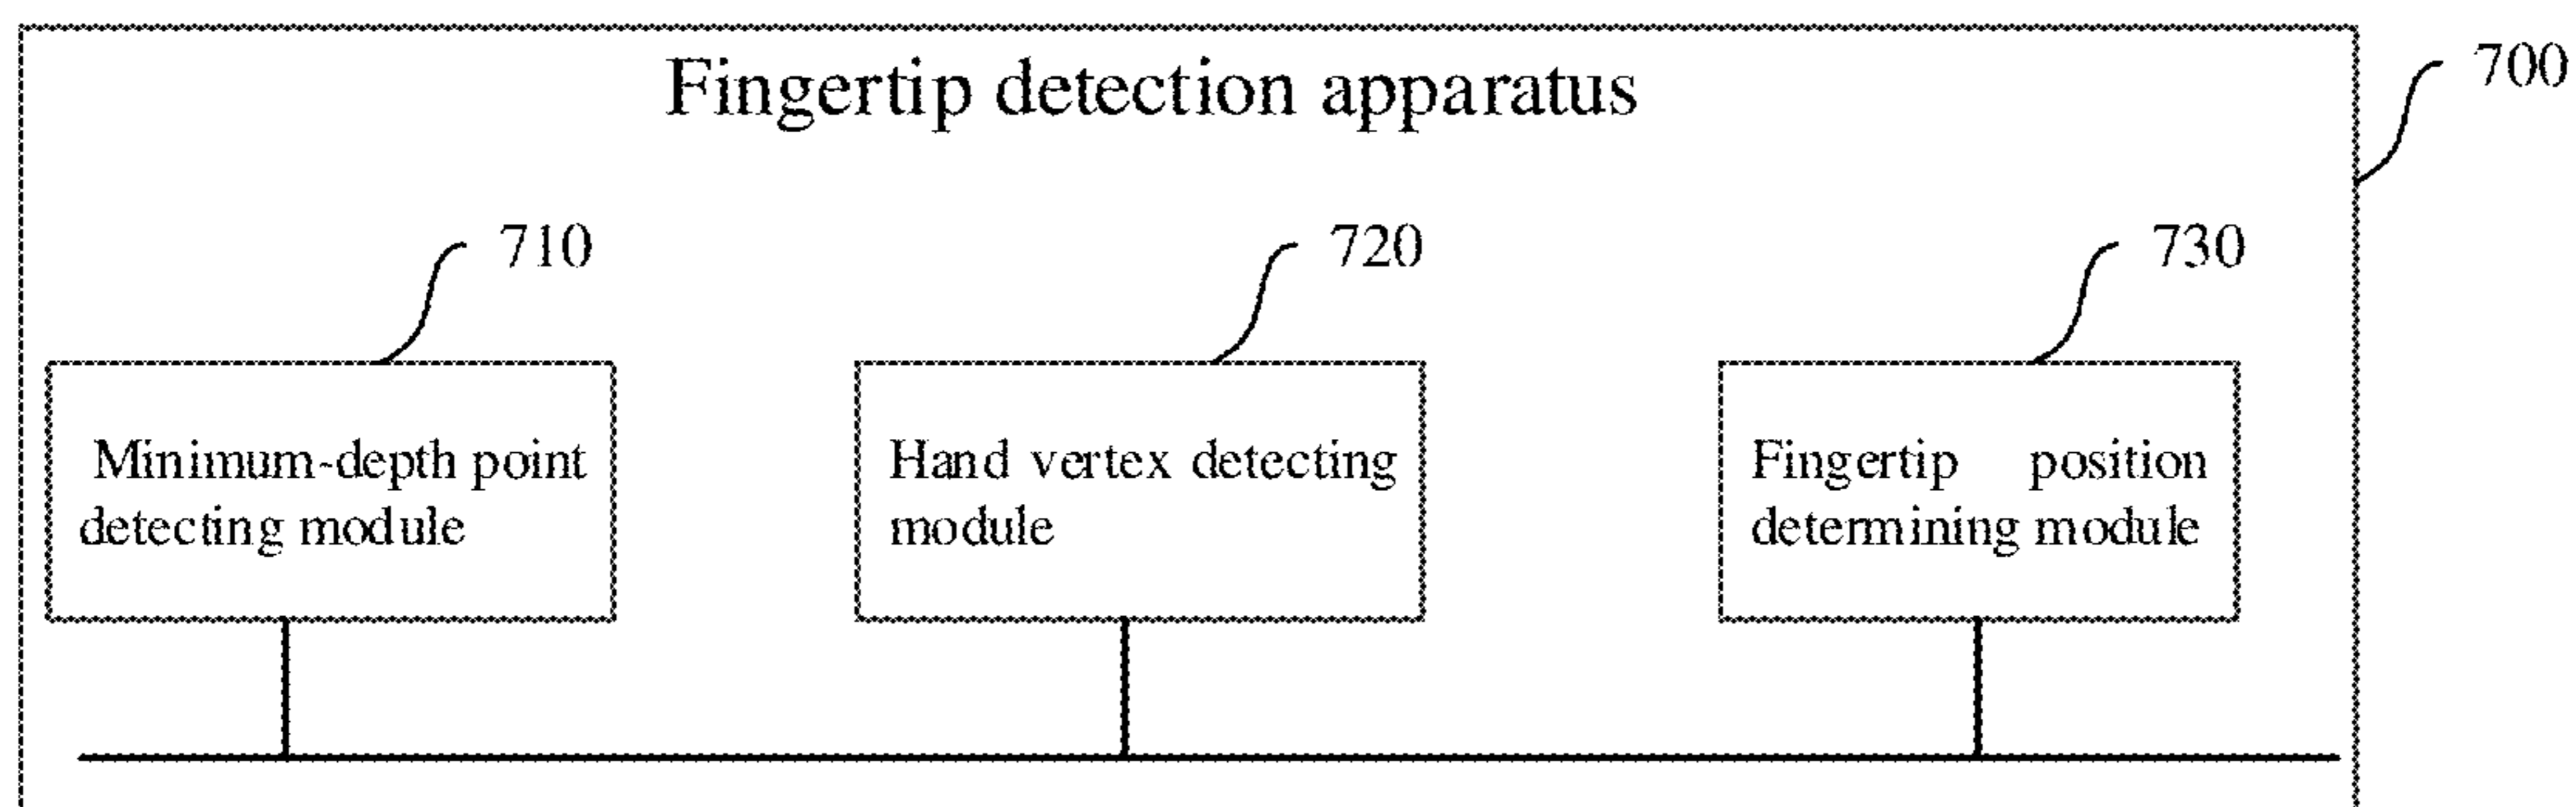 Fingertip detection apparatus
700
710
720
730
Minimum-depth point
detecting module
Hand vertex detecting
module
Fingertip position
determining module